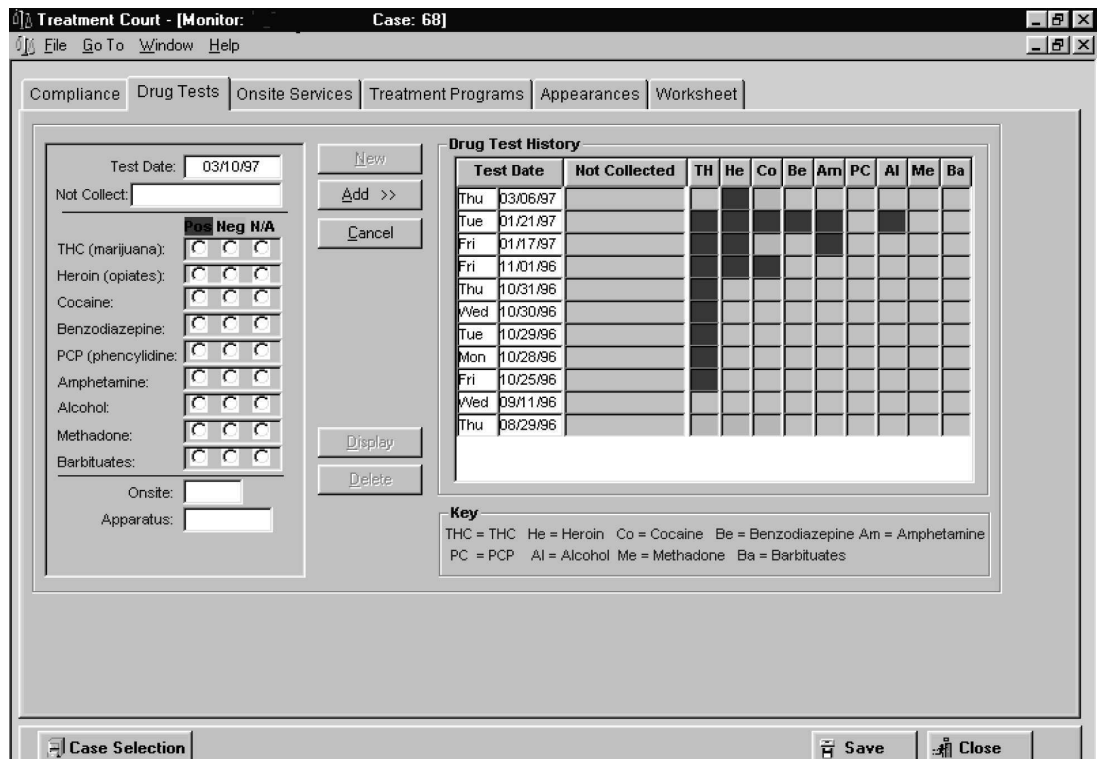 Treatment Court - [Monitor: Case: 68]
File Go To Window Help
Compliance Drug Tests Onsite Services Treatment Programs Appearances Worksheet
Test Date: 03/10/97
Not Collect:
Pos Neg N/A
THC (marijuana):
Heroin (opiates):
Cocaine:
Benzodiazepine:
PCP (phencylidine:
Amphetamine:
Alcohol:
Methadone:
Barbituates:
Onsite:
Apparatus:
New
Add >>
Cancel
Display
Delete
Drug Test History
Test Date Not Collected TH He Co Be Am PC Al Me Ba
Thu 03/06/97
Tue 01/21/97
Fri 01/17/97
Fri 11/01/96
Thu 10/31/96
Wed 10/30/96
Tue 10/29/96
Mon 10/28/96
Fri 10/25/96
Wed 09/11/96
Thu 08/29/96
Key
THC = THC He = Heroin Co = Cocaine Be = Benzodiazepine Am = Amphetamine
PC = PCP Al = Alcohol Me = Methadone Ba = Barbituates
Case Selection Save Close